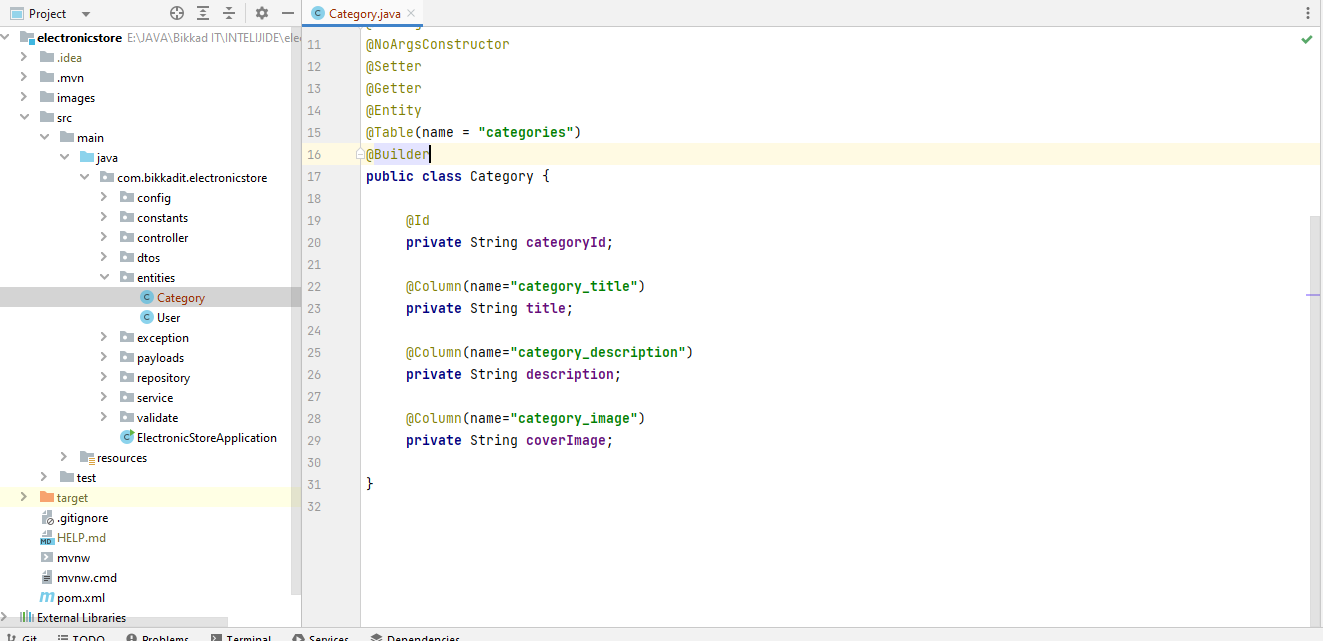 Project
Category.java
electronicstore E:\JAVA\Bikkad IT\INTELIJIDE\ele
.idea
.mvn
images
src
main
java
com.bikkadit.electronicstore
config
constants
controller
dtos
entities
Category
User
exception
payloads
repository
service
validate
ElectronicStoreApplication
resources
test
target
.gitignore
HELP.md
mvnw
mvnw.cmd
pom.xml
External Libraries
11 @NoArgsConstructor
12 @Setter
13 @Getter
14 @Entity
15 @Table(name = "categories")
16 @Builder
17 public class Category {
18
19 @Id
20 private String categoryId;
21
22 @Column(name="category_title")
23 private String title;
24
25 @Column(name="category_description")
26 private String description;
27
28 @Column(name="category_image")
29 private String coverImage;
30
31 }
32
Git TODO Problems Terminal Services Dependencies